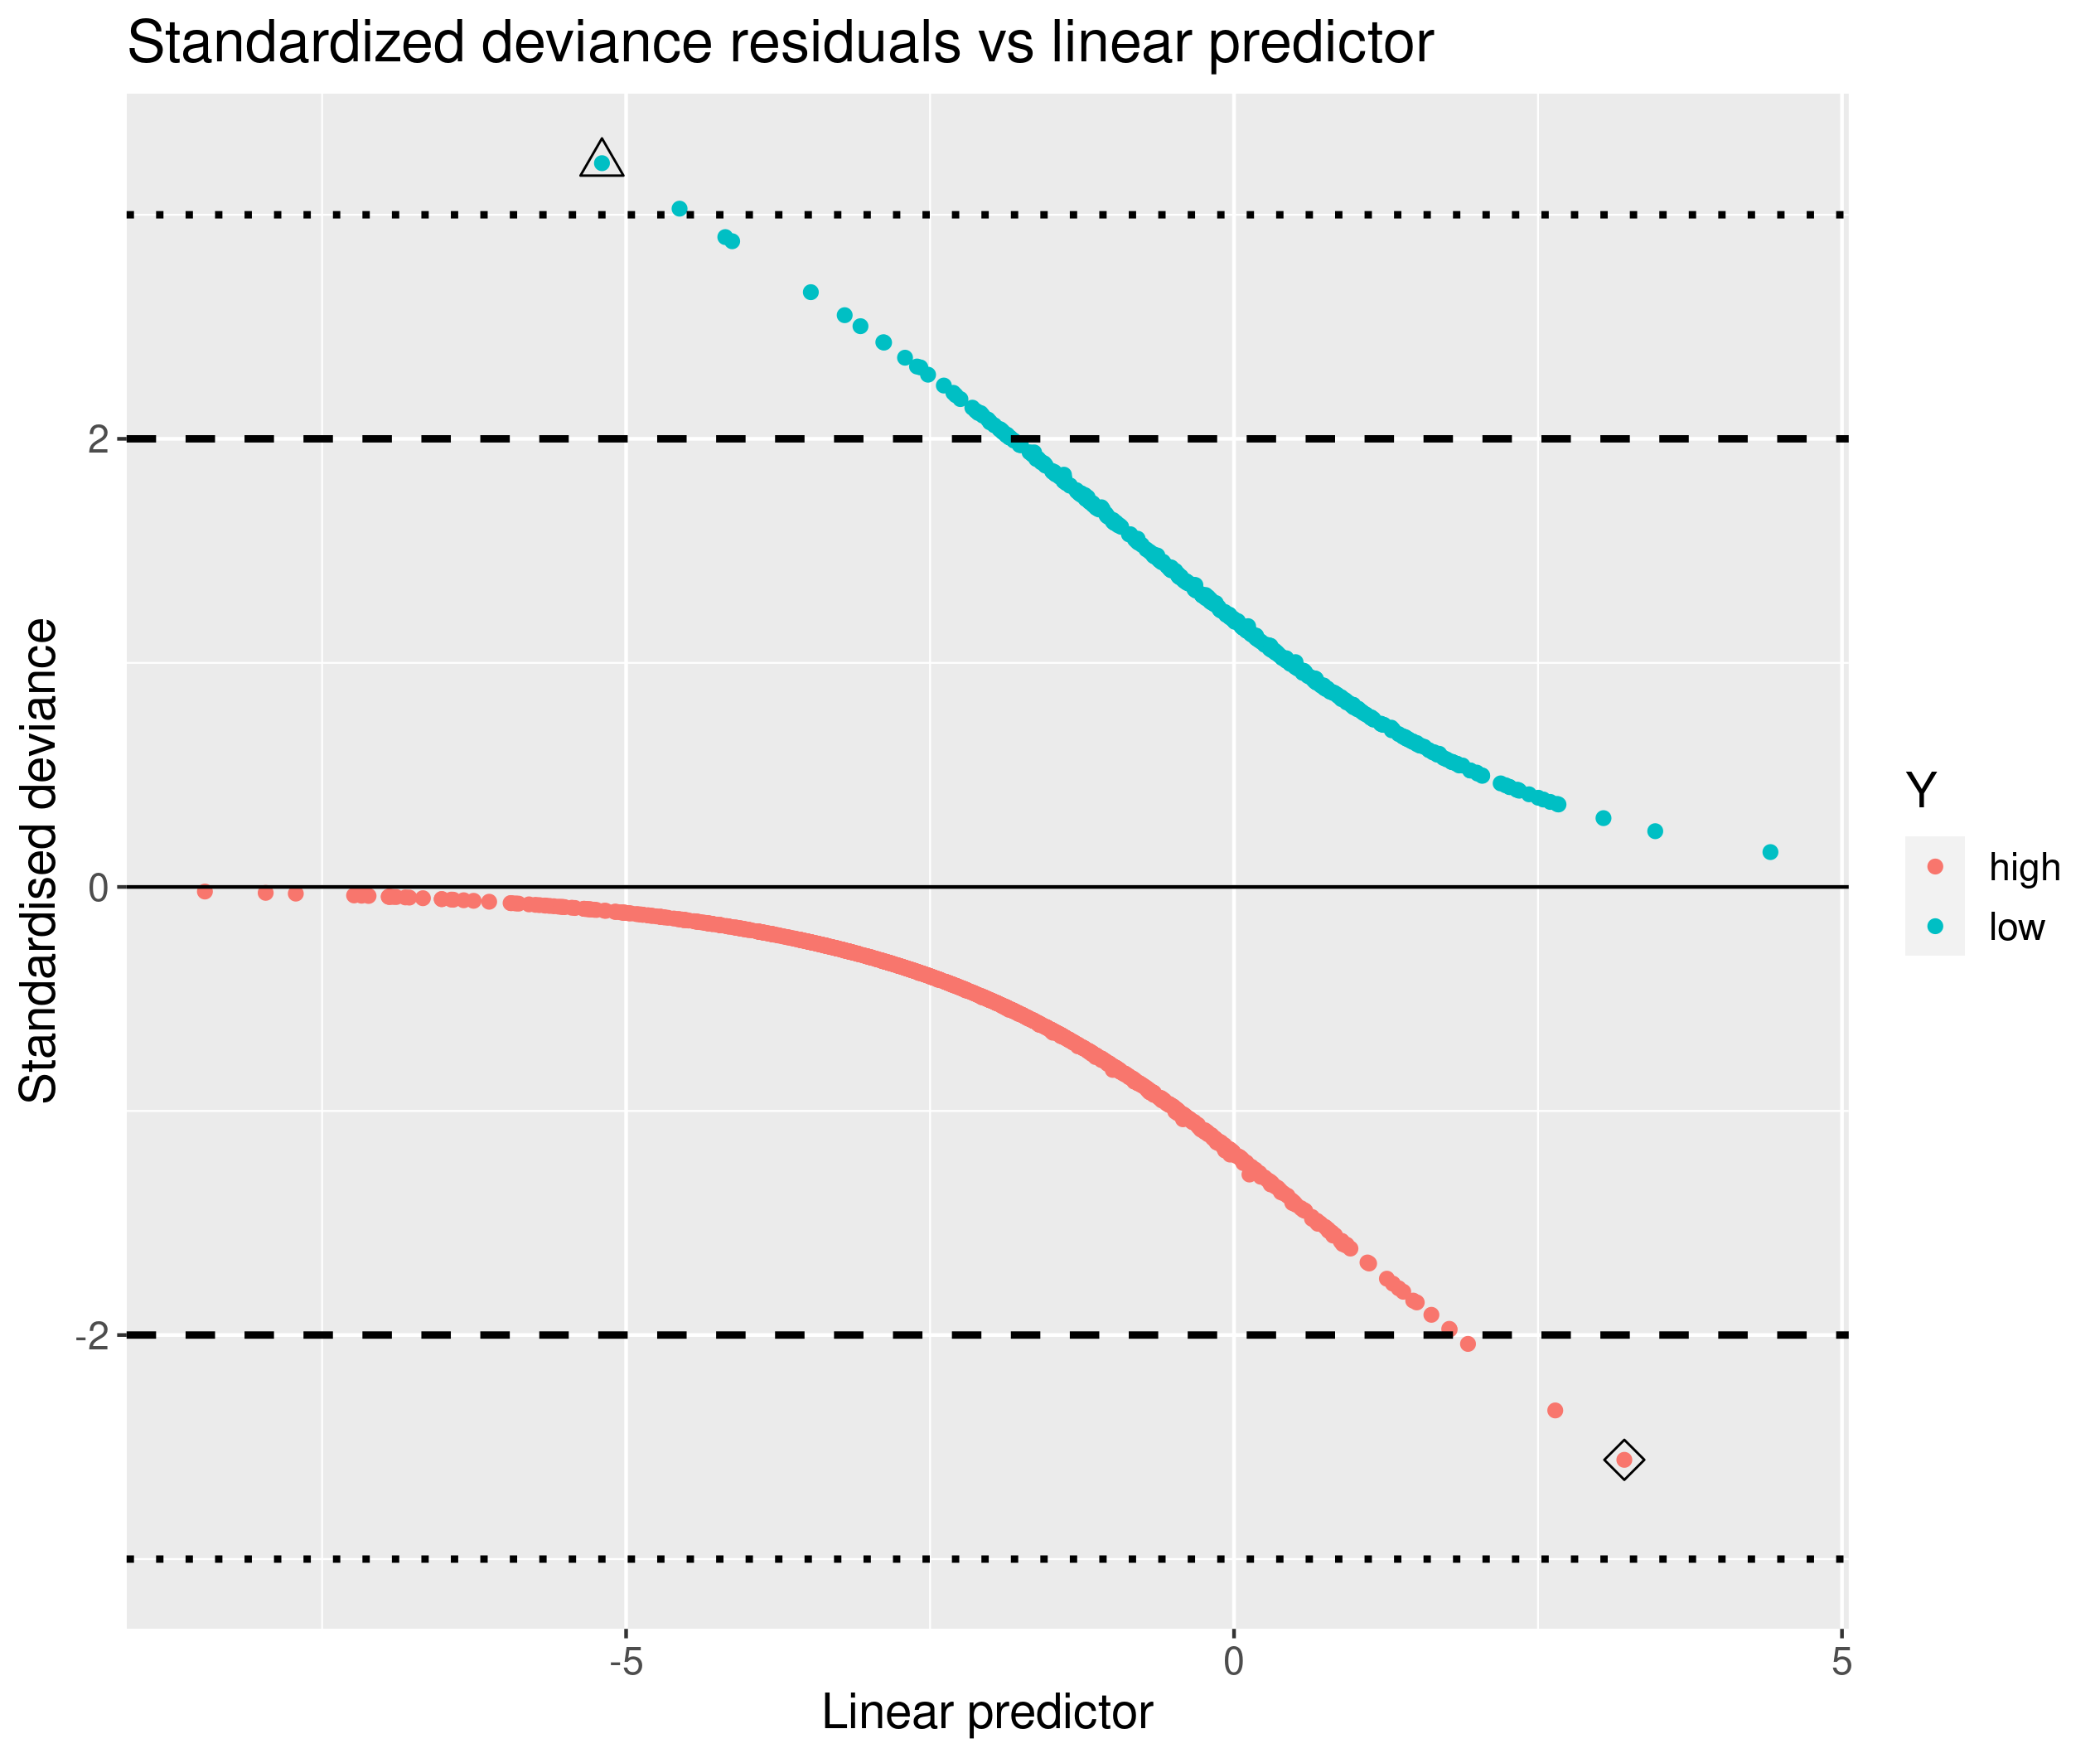 Standardized deviance residuals vs linear predictor
Standardised deviance
2
0
-2
-5
0
5
Linear predictor
Y
high
low